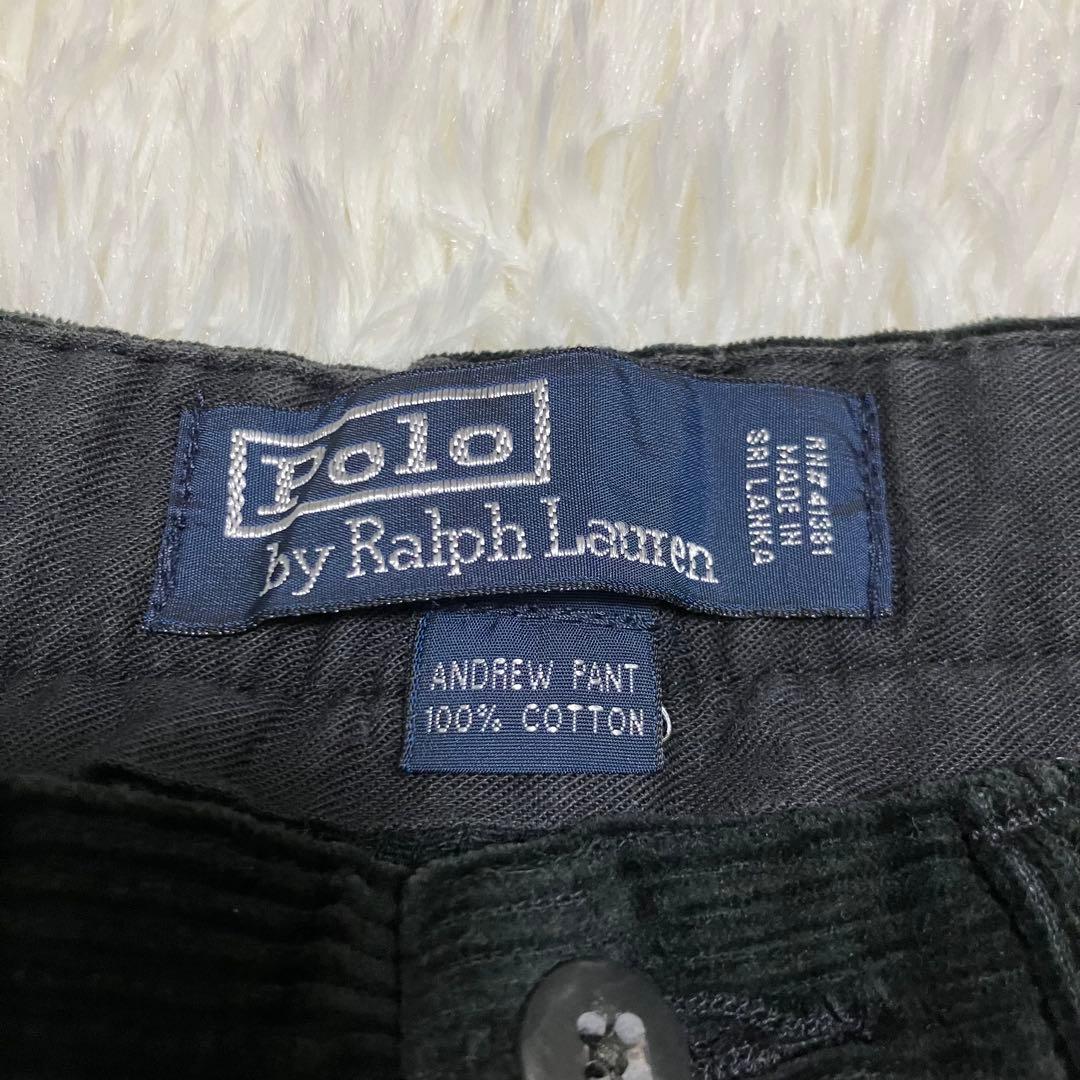 Polo
by Ralph Lauren
RN# 41381
MADE IN
SRI LANKA
ANDREW PANT
100% COTTON